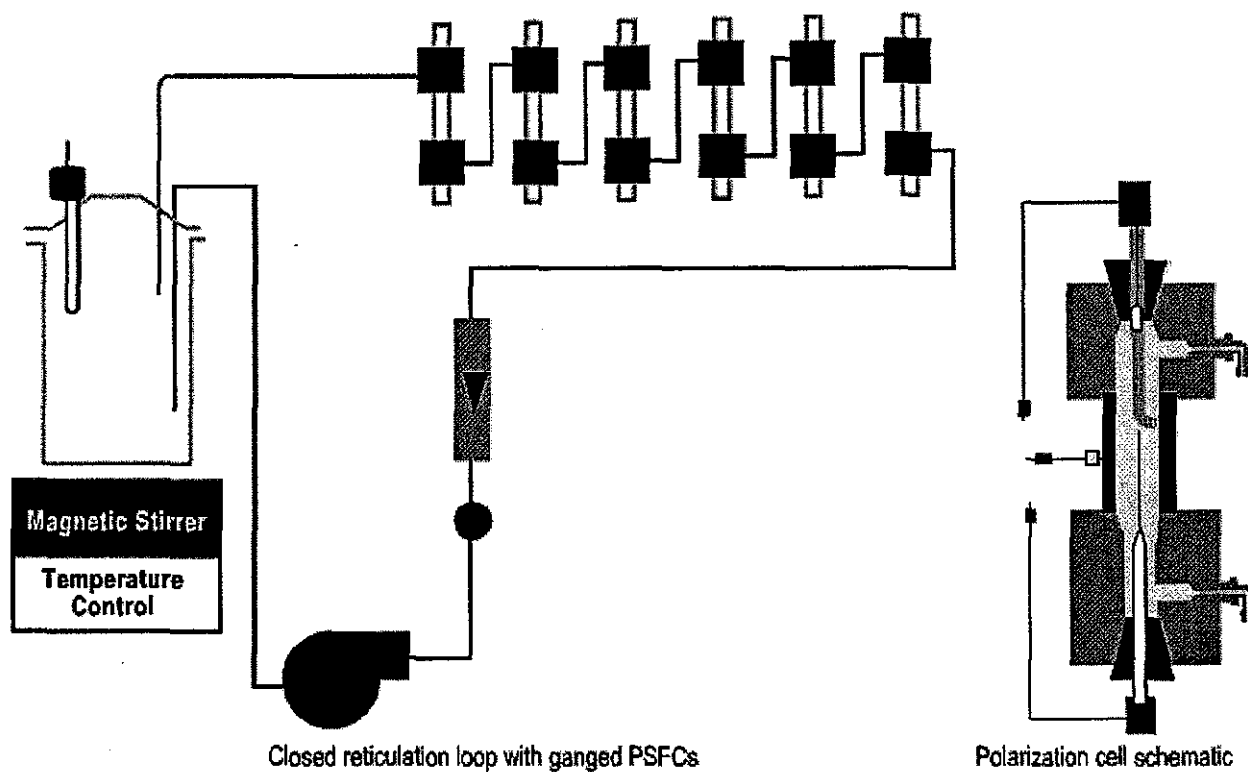 Magnetic Stirrer
Temperature
Control
Closed reticulation loop with ganged PSFCs
Polarization cell schematic